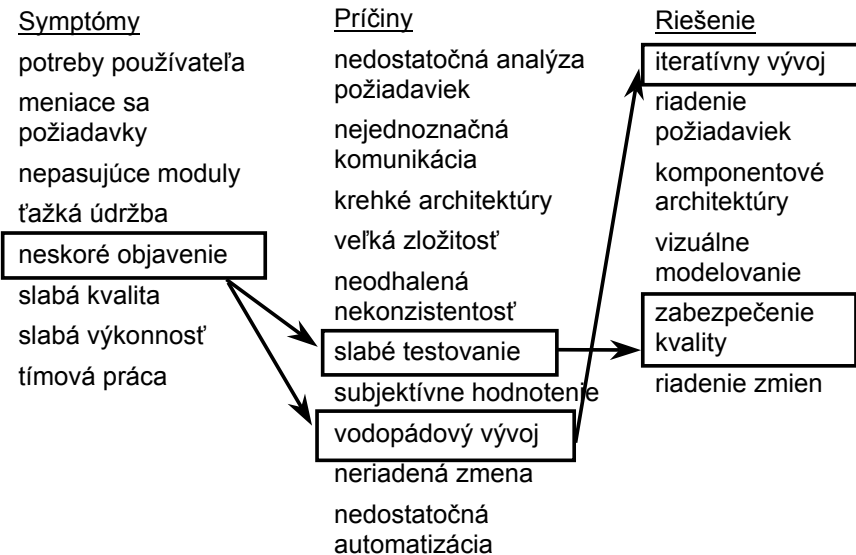 Symptómy
potreby používateľa
meniace sa
požiadavky
nepasujúce moduly
ťažká údržba
neskoré objavenie
slabá kvalita
slabá výkonnosť
tímová práca
Príčiny
nedostatočná analýza
požiadaviek
nejednoznačná
komunikácia
krehké architektúry
veľká zložitosť
neodhalená
nekonzistentosť
slabé testovanie
subjektívne hodnotenie
vodopádový vývoj
neriadená zmena
nedostatočná
automatizácia
Riešenie
iteratívny vývoj
riadenie
požiadaviek
komponentové
architektúry
vizuálne
modelovanie
zabezpečenie
kvality
riadenie zmien